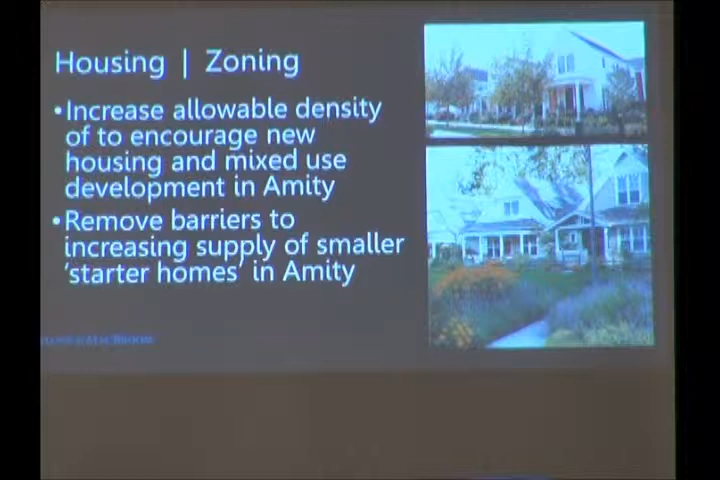 Housing | Zoning
•Increase allowable density
of to encourage new
housing and mixed use
development in Amity
•Remove barriers to
increasing supply of smaller
'starter homes' in Amity